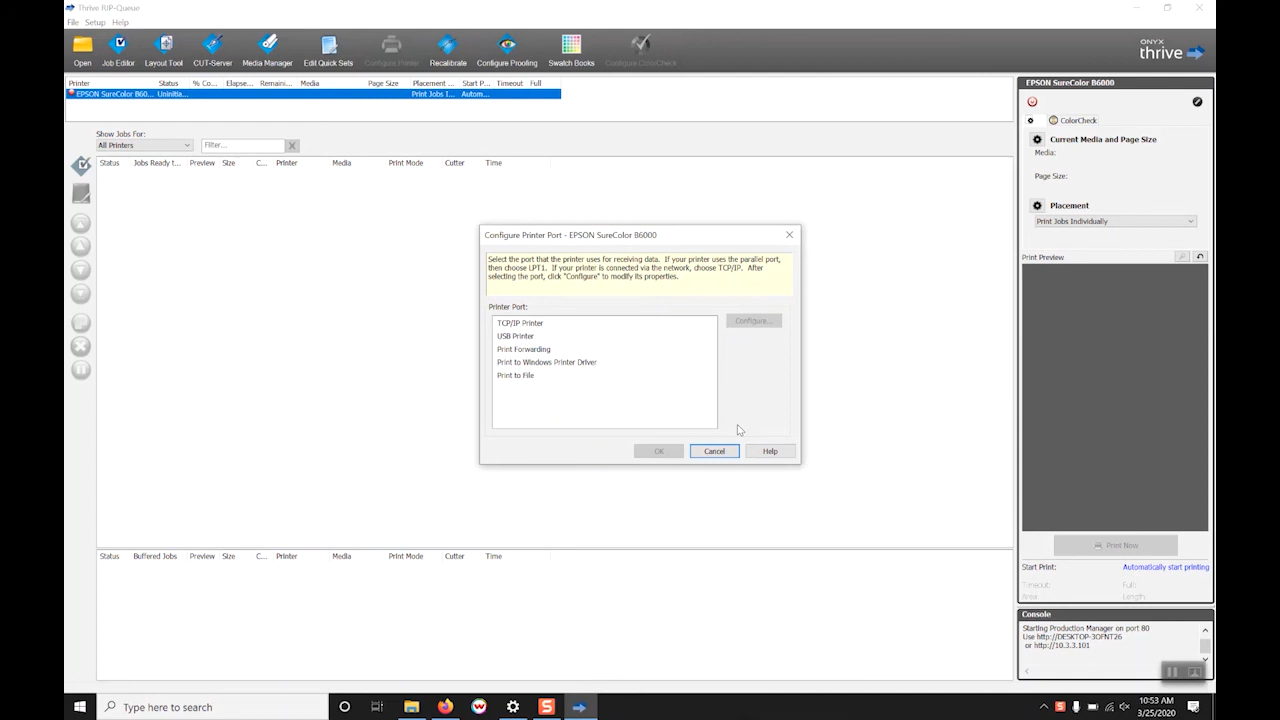 Thrive RIP-Queue
File Setup Help
Open Job Editor Layout Tool CUT-Server Media Manager Edit Quick Sets Configure Printer Recalibrate Configure Proofing Swatch Books Configure ColorCheck
ONYX
thrive
Printer Status % Co... Elapse... Remaini... Media Page Size Placement ... Start P... Timeout Full
EPSON SureColor B60... Uninitia... Print Jobs I... Autom...
Show Jobs For:
All Printers Filter...
Status Jobs Ready t... Preview Size C... Printer Media Print Mode Cutter Time
Configure Printer Port - EPSON SureColor B6000
Select the port that the printer uses for receiving data. If your printer uses the parallel port,
then choose LPT1. If your printer is connected via the network, choose TCP/IP. After
selecting the port, click "Configure" to modify its properties.
Printer Port:
TCP/IP Printer
USB Printer
Print Forwarding
Print to Windows Printer Driver
Print to File
Configure...
OK Cancel Help
Status Buffered Jobs Preview Size C... Printer Media Print Mode Cutter Time
EPSON SureColor B6000
ColorCheck
Current Media and Page Size
Media:
Page Size:
Placement
Print Jobs Individually
Print Preview
Print Now
Start Print: Automatically start printing
Timeout: Full:
Area: Length:
Console
Starting Production Manager on port 80
Use http://DESKTOP-3OFNT26
or http://10.3.3.101
Type here to search
10:53 AM
3/25/2020